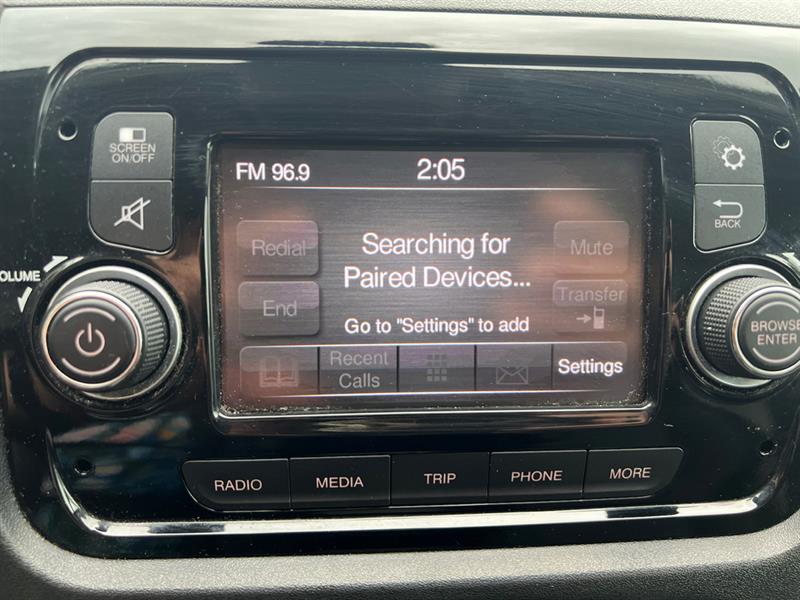 SCREEN
ON/OFF
FM 96.9
2:05
BACK
VOLUME
Redial
Searching for
Paired Devices...
Mute
End
Go to "Settings" to add
Transfer
Recent
Calls
Settings
BROWSE
ENTER
RADIO
MEDIA
TRIP
PHONE
MORE